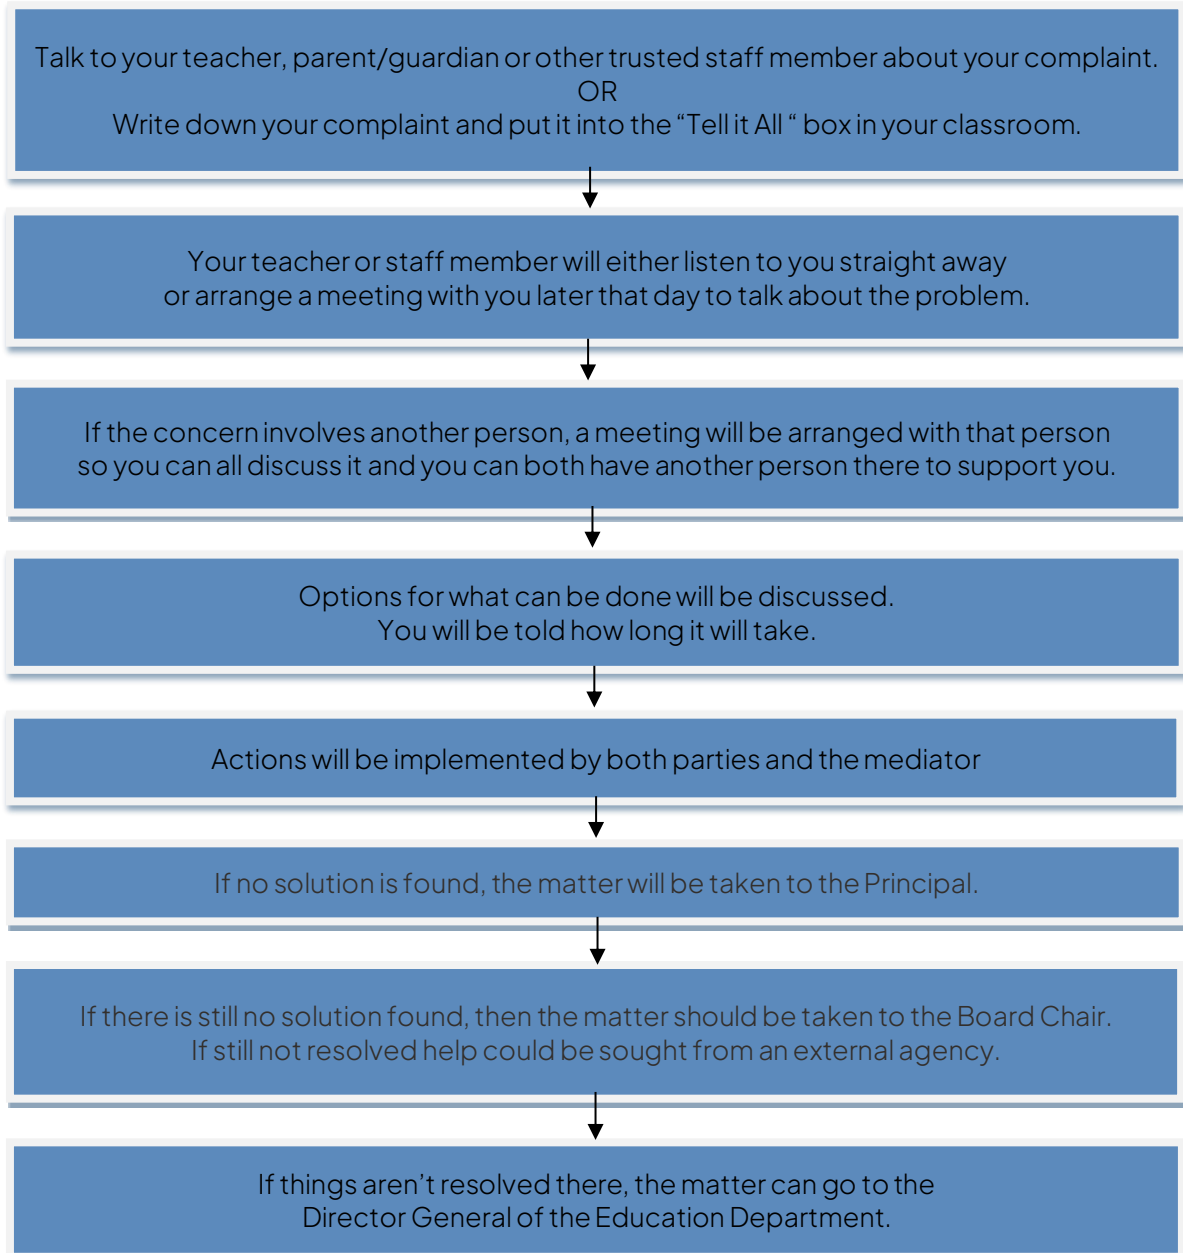 Talk to your teacher, parent/guardian or other trusted staff member about your complaint.
OR
Write down your complaint and put it into the “Tell it All “ box in your classroom.
Your teacher or staff member will either listen to you straight away
or arrange a meeting with you later that day to talk about the problem.
If the concern involves another person, a meeting will be arranged with that person
so you can all discuss it and you can both have another person there to support you.
Options for what can be done will be discussed.
You will be told how long it will take.
Actions will be implemented by both parties and the mediator
If no solution is found, the matter will be taken to the Principal.
If there is still no solution found, then the matter should be taken to the Board Chair.
If still not resolved help could be sought from an external agency.
If things aren’t resolved there, the matter can go to the
Director General of the Education Department.